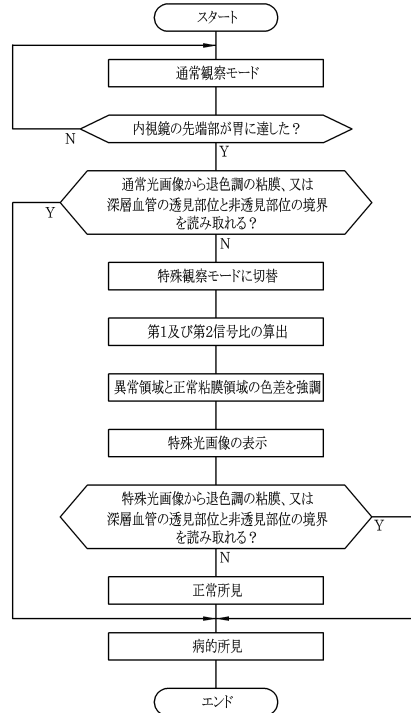 スタート
通常観察モード
内視鏡の先端部が胃に達した?
N
Y
通常光画像から退色調の粘膜、又は
深層血管の透見部位と非透見部位の境界
を読み取れる?
Y
N
特殊観察モードに切替
第1及び第2信号比の算出
異常領域と正常粘膜領域の色差を強調
特殊光画像の表示
特殊光画像から退色調の粘膜、又は
深層血管の透見部位と非透見部位の境界
を読み取れる?
Y
N
正常所見
病的所見
エンド